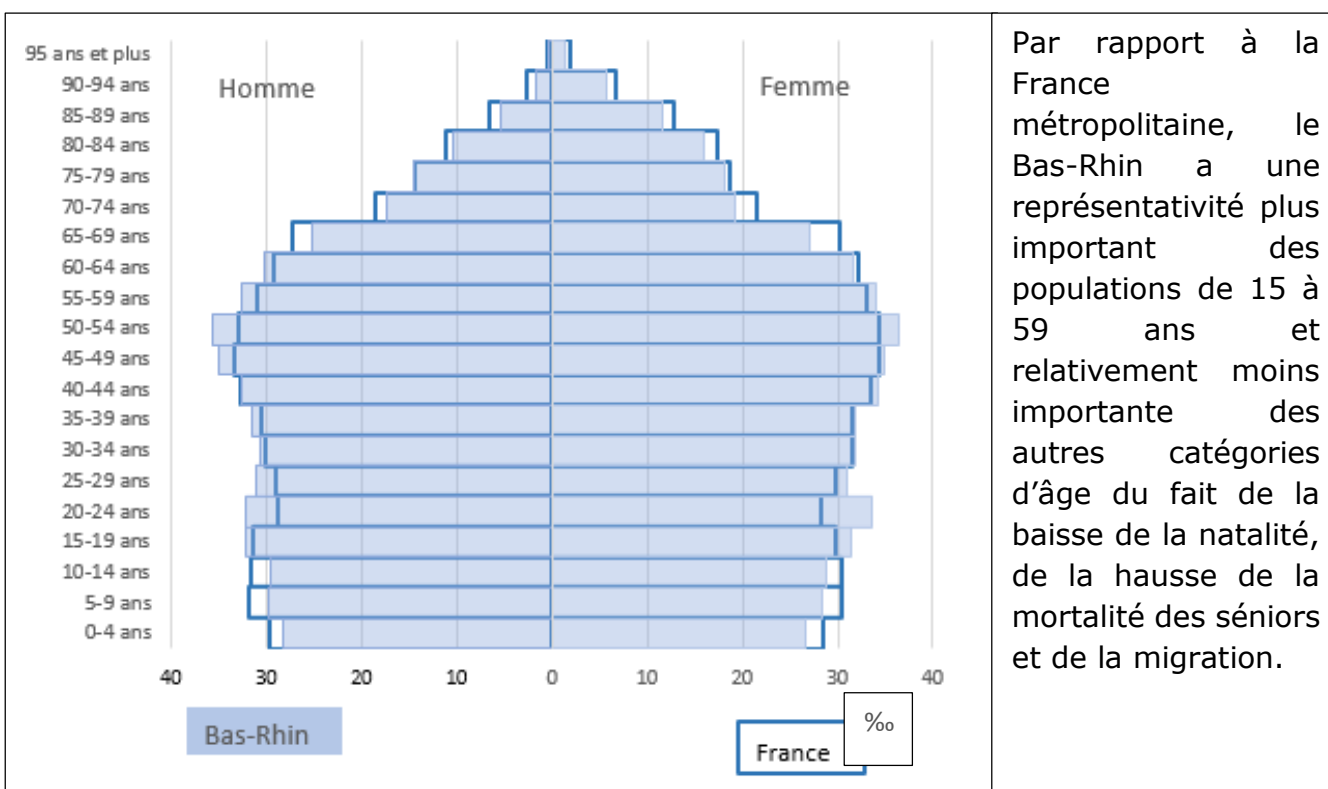 95 ans et plus
90-94 ans
85-89 ans
80-84 ans
75-79 ans
70-74 ans
65-69 ans
60-64 ans
55-59 ans
50-54 ans
45-49 ans
40-44 ans
35-39 ans
30-34 ans
25-29 ans
20-24 ans
15-19 ans
10-14 ans
5-9 ans
0-4 ans
Homme
Femme
40 30 20 10 0 10 20 30 40
Bas-Rhin
France
‰
Par rapport à la
France
métropolitaine, le
Bas-Rhin a une
représentativité plus
important des
populations de 15 à
59 ans et
relativement moins
importante des
autres catégories
d’âge du fait de la
baisse de la natalité,
de la hausse de la
mortalité des séniors
et de la migration.